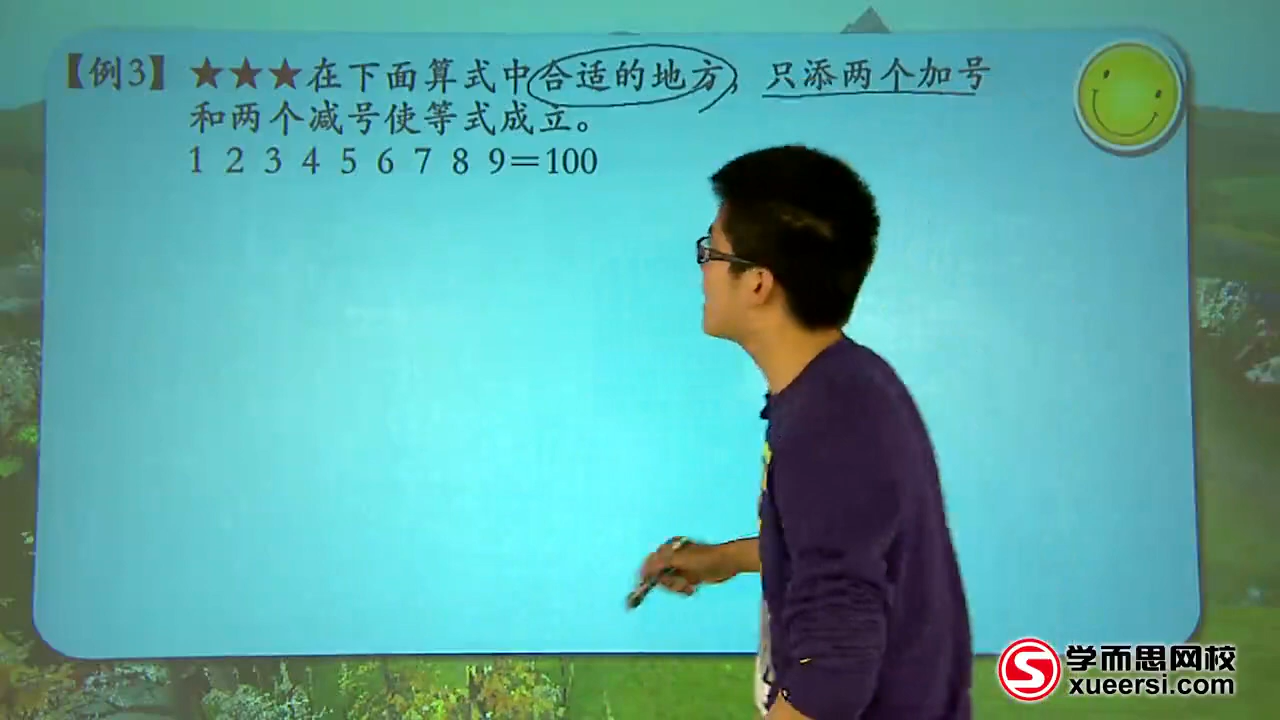 【例3】 ★★★在下面算式中合适的地方，只添两个加号
和两个减号使等式成立。
1 2 3 4 5 6 7 8 9=100
学而思网校
xueersi.com